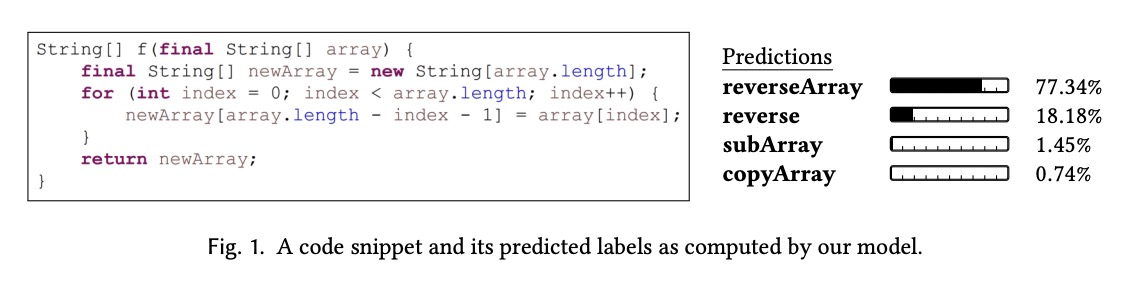 String[] f(final String[] array) {
    final String[] newArray = new String[array.length];
    for (int index = 0; index < array.length; index++) {
        newArray[array.length - index - 1] = array[index];
    }
    return newArray;
}
Predictions
reverseArray 77.34%
reverse 18.18%
subArray 1.45%
copyArray 0.74%
Fig. 1. A code snippet and its predicted labels as computed by our model.